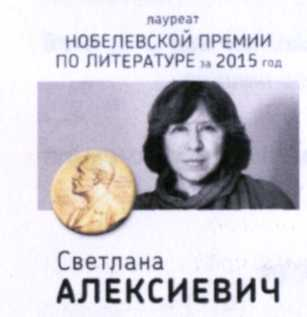 лауреат
НОБЕЛЕВСКОЙ ПРЕМИИ
ПО ЛИТЕРАТУРЕ за 2015 год
Светлана
АЛЕКСИЕВИЧ